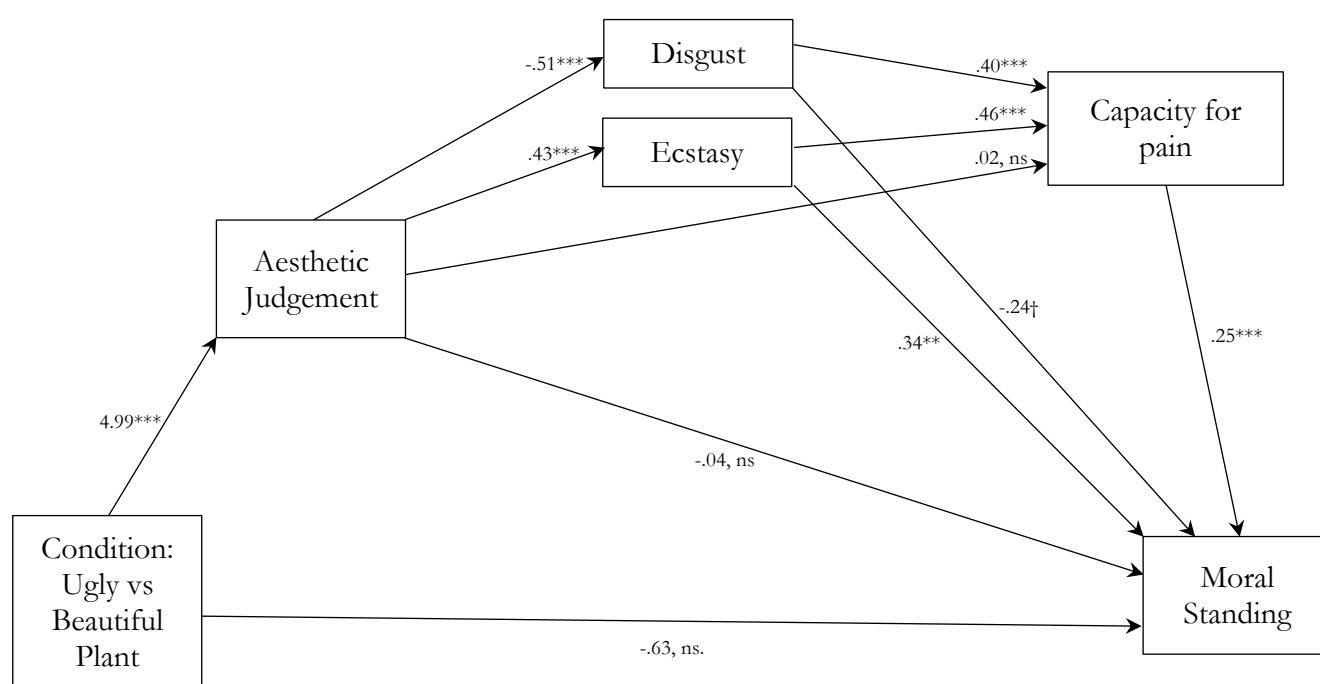 Disgust
-.51***
.40***
Capacity for
pain
.46***
.43***
Ecstasy
.02, ns
Aesthetic
Judgement
-.24†
.34**
.25***
4.99***
-.04, ns
Condition:
Ugly vs
Beautiful
Plant
Moral
Standing
-.63, ns.